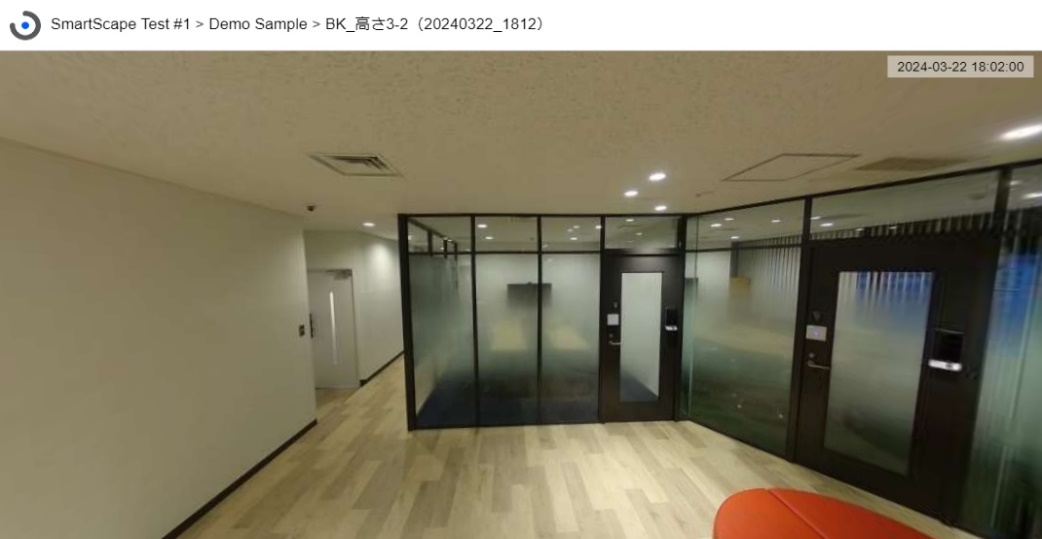 SmartScape Test #1 > Demo Sample > BK_高さ3-2（20240322_1812）
2024-03-22 18:02:00